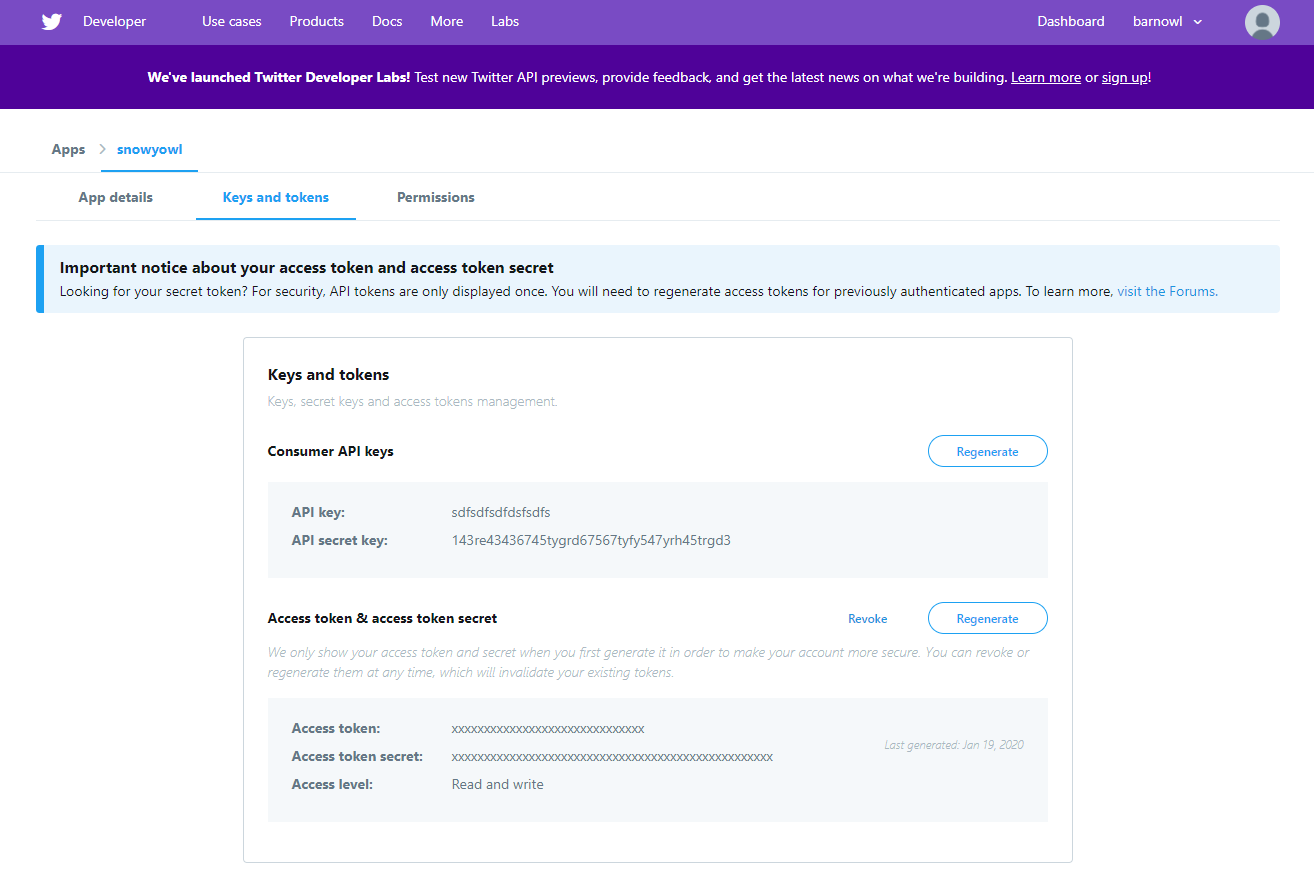 Developer Use cases Products Docs More Labs Dashboard barnowl
We've launched Twitter Developer Labs! Test new Twitter API previews, provide feedback, and get the latest news on what we're building. Learn more or sign up!
Apps snowyowl
App details Keys and tokens Permissions
Important notice about your access token and access token secret
Looking for your secret token? For security, API tokens are only displayed once. You will need to regenerate access tokens for previously authenticated apps. To learn more, visit the Forums.
Keys and tokens
Keys, secret keys and access tokens management.
Consumer API keys Regenerate
API key: sdfsdfsdfdsfsdfs
API secret key: 143re43436745tygrd67567tyfy547yrh45trgd3
Access token & access token secret Revoke Regenerate
We only show your access token and secret when you first generate it in order to make your account more secure. You can revoke or
regenerate them at any time, which will invalidate your existing tokens.
Access token: xxxxxxxxxxxxxxxxxxxxxxxxxxxxxx
Last generated: Jan 19, 2020
Access token secret: xxxxxxxxxxxxxxxxxxxxxxxxxxxxxxxxxxxxxxxxxxxxxxxxxx
Access level: Read and write